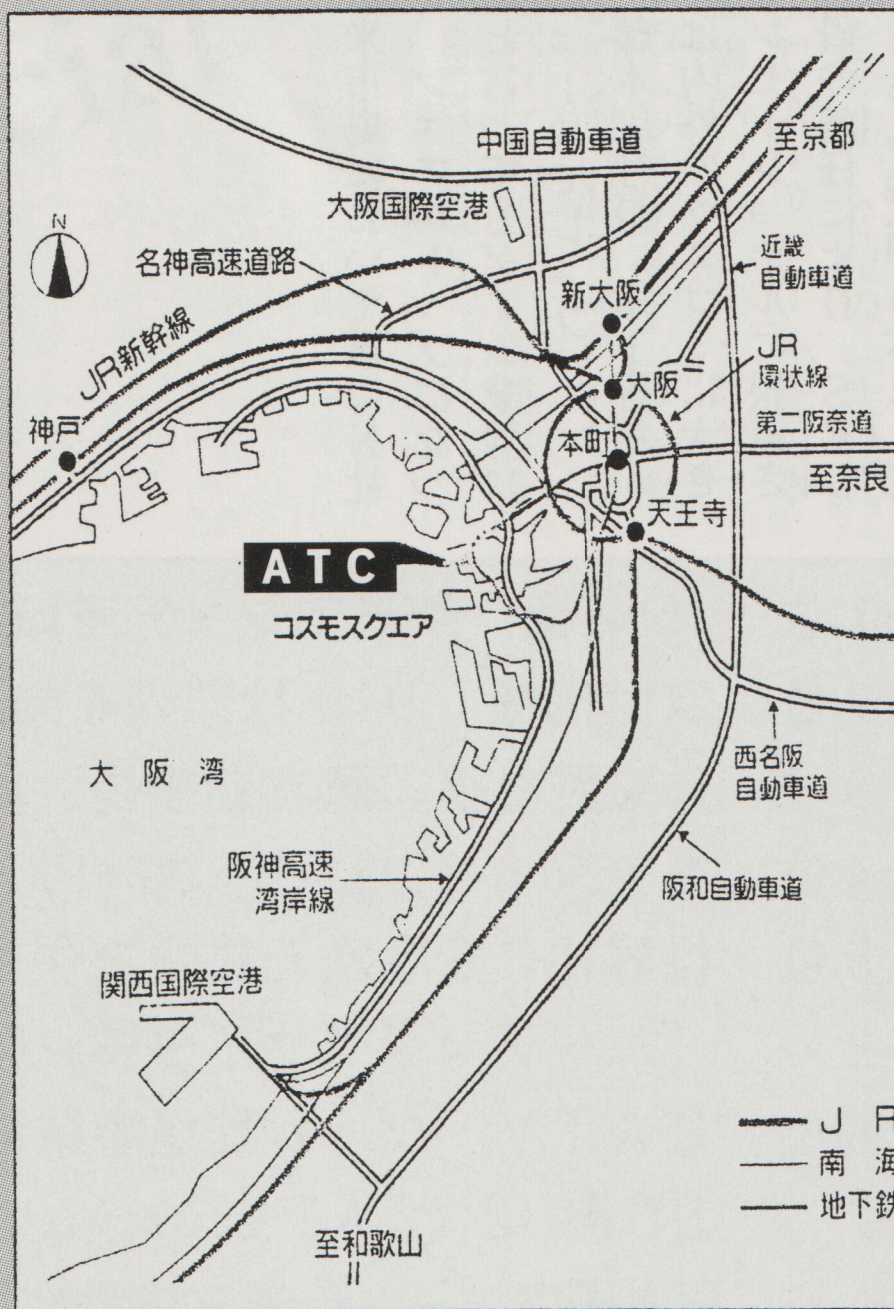 中国自動車道
至京都
大阪国際空港
N
名神高速道路
近畿
自動車道
新大阪
JR新幹線
JR
環状線
大阪
神戸
本町
第二阪奈道
至奈良
天王寺
ATC
コスモスクエア
大阪湾
西名阪
自動車道
阪神高速
湾岸線
阪和自動車道
関西国際空港
JR
南海
地下鉄
至和歌山